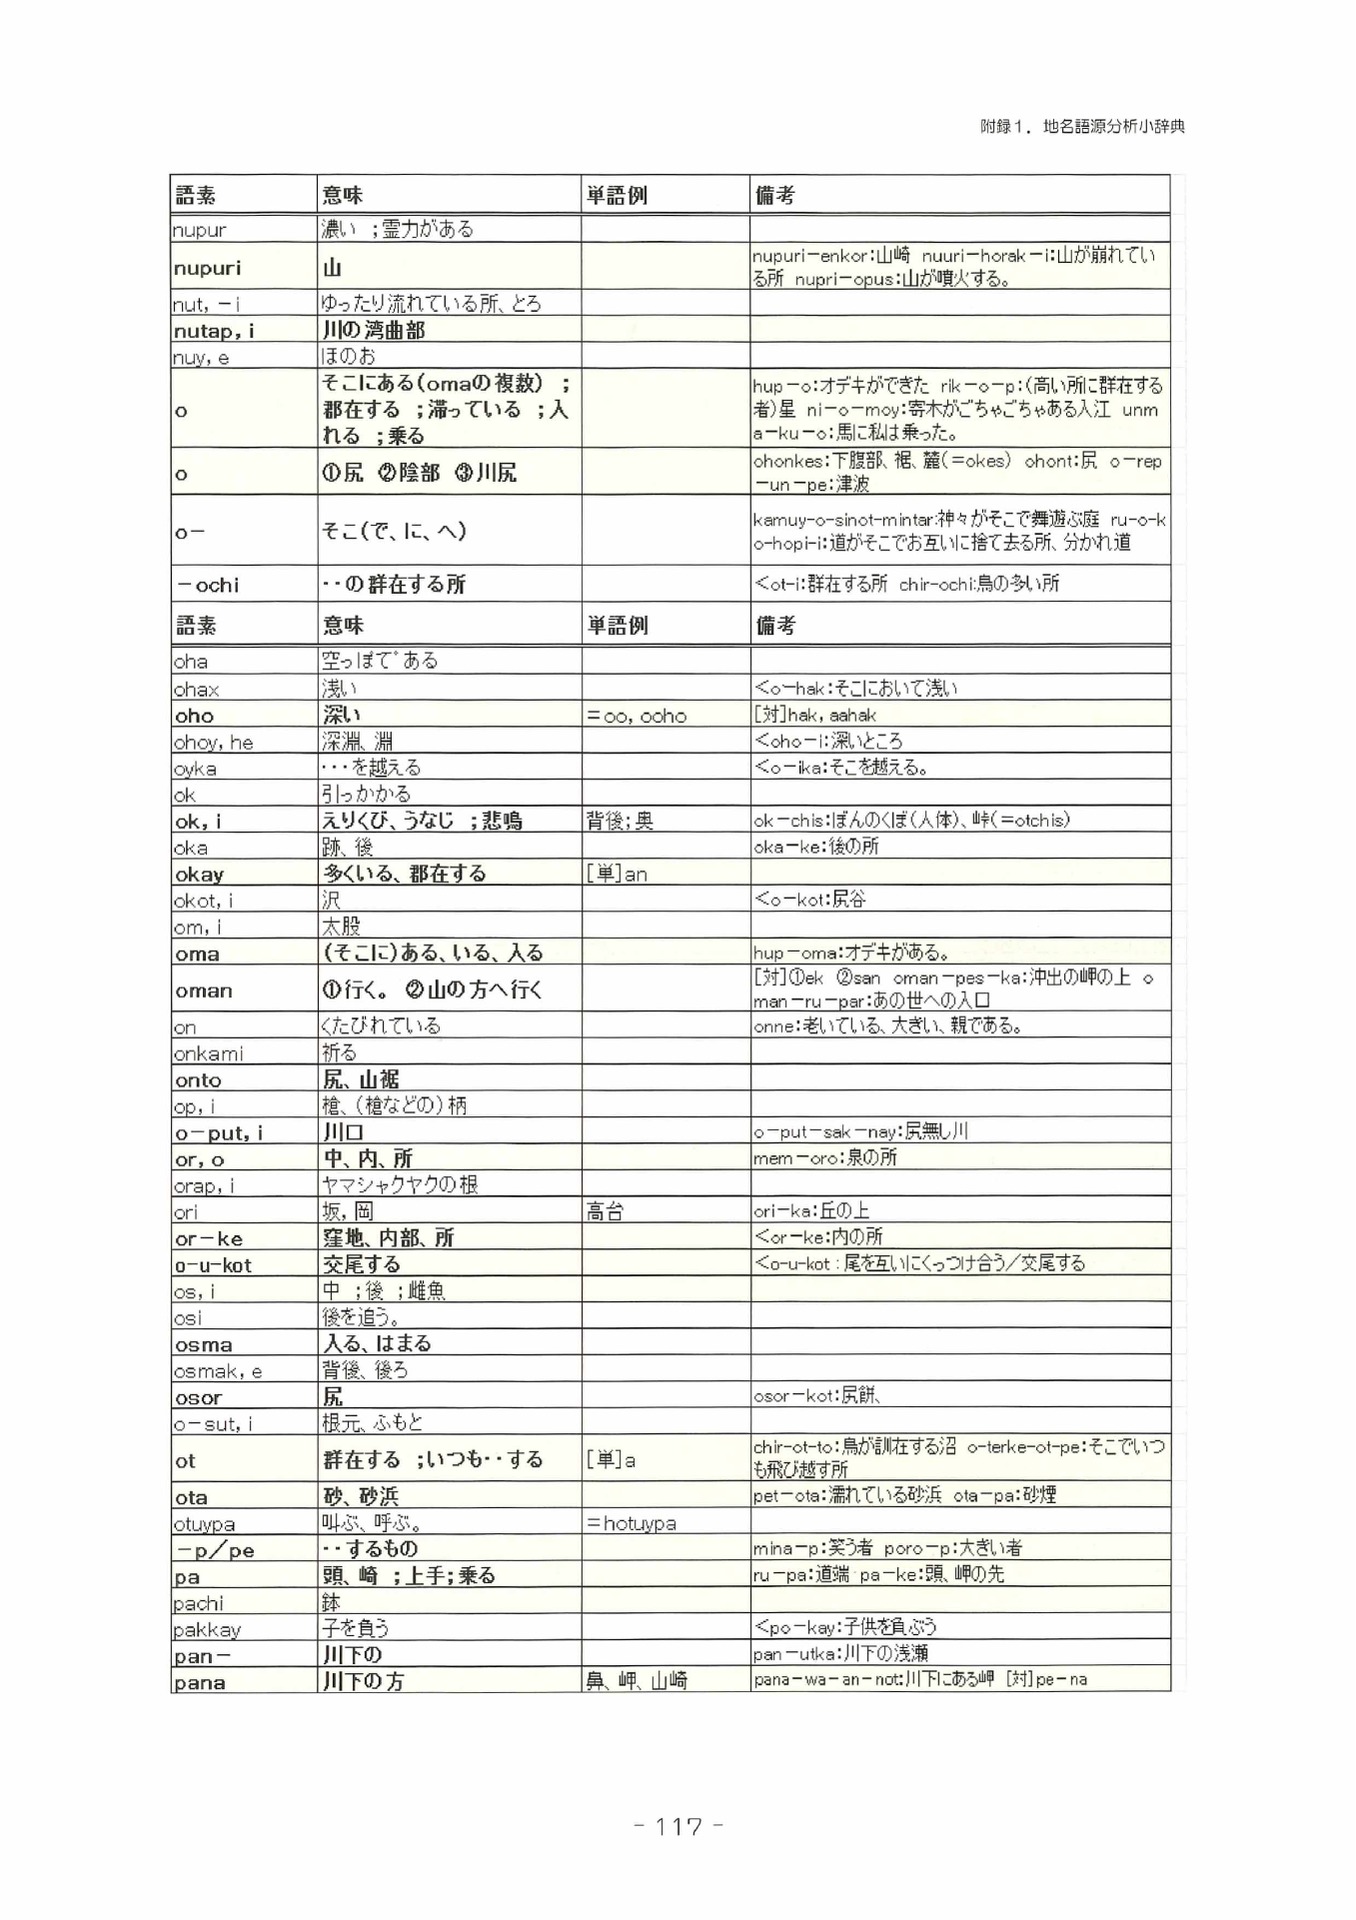 附録1．地名語源分析小辞典
語素 意味 単語例 備考
nupur 濃い ；霊力がある
nupuri 山 nupuri－enkor：山崎 nuuri－horak－i：山が崩れてい
る所 nupri－opus：山が噴火する。
nut, －i ゆったり流れている所、とろ
nutap, i 川の湾曲部
nuy, e ほのお
o そこにある(omaの複数) ；
郡在する ；滞っている ；入
れる ；乗る
hup－o：オデキができた rik－o－p：(高い所に群在する
者)星 ni－o－moy：寄木がごちゃごちゃある入江 unm
a－ku－o：馬に私は乗った。
o ①尻 ②陰部 ③川尻 ohonkes：下腹部、裾、麓(=okes) ohont：尻 o－rep
－un－pe：津波
o－ そこ(で、に、へ) kamuy-o-sinot-mintar:神々がそこで舞遊ぶ庭 ru-o-k
o-hopi-i：道がそこでお互いに捨て去る所、分かれ道
－ochi ‥の群在する所 <ot-i：群在する所 chir-ochi:鳥の多い所
語素 意味 単語例 備考
oha 空っぽで゛ある
ohax 浅い <o－hak：そこにおいて浅い
oho 深い =oo, ooho [対]hak, aahak
ohoy, he 深淵、淵 <oho－i：深いところ
oyka ・・・を越える <o－ika：そこを越える。
ok 引っかかる
ok, i えりくび、うなじ ；悲鳴 背後；奥 ok－chis：ぼんのくぼ(人体)、峠(=otchis)
oka 跡、後 oka－ke：後の所
okay 多くいる、郡在する [単]an
okot, i 沢 <o－kot：尻谷
om, i 太股
oma (そこに)ある、いる、入る hup－oma：オデキがある。
oman ①行く。 ②山の方へ行く [対]①ek ②san oman－pes－ka：沖出の岬の上 o
man－ru－par：あの世への入口
on くたびれている onne：老いている、大きい、親である。
onkami 祈る
onto 尻、山裾
op, i 槍、(槍などの)柄
o－put, i 川口 o－put－sak－nay：尻無し川
or, o 中、内、所 mem－oro：泉の所
orap, i ヤマシャクヤクの根
ori 坂, 岡 高台 ori－ka：丘の上
or－ke 窪地、内部、所 <or－ke：内の所
o-u-kot 交尾する <o-u-kot：尾を互いにくっつけ合う／交尾する
os, i 中 ；後 ；雌魚
osi 後を追う。
osma 入る、はまる
osmak, e 背後、後ろ
osor 尻 osor－kot：尻餅、
o－sut, i 根元、ふもと
ot 群在する ；いつも‥する [単]a chir-ot-to：鳥が訓在する沼 o-terke-ot-pe：そこでいつ
も飛び越す所
ota 砂、砂浜 pet－ota：濡れている砂浜 ota－pa：砂煙
otuypa 叫ぶ、呼ぶ。 =hotuypa
－p／pe ‥するもの mina－p：笑う者 poro－p：大きい者
pa 頭、崎 ；上手；乗る ru－pa：道端 pa－ke：頭、岬の先
pachi 鉢
pakkay 子を負う <po－kay：子供を負ぶう
pan－ 川下の pan－utka：川下の浅瀬
pana 川下の方 鼻、岬、山崎 pana－wa－an－not:川下にある岬 [対]pe－na
- 117 -